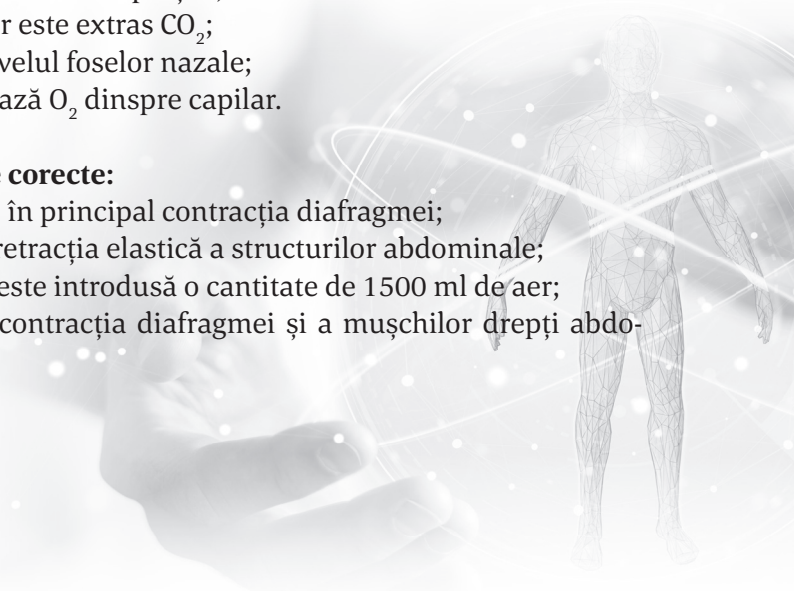 r este extras CO₂;
velul foselor nazale;
ază O₂ dinspre capilar.
corecte:
în principal contracția diafragmei;
retracția elastică a structurilor abdominale;
este introdusă o cantitate de 1500 ml de aer;
contracția diafragmei și a mușchilor drepți abdo-